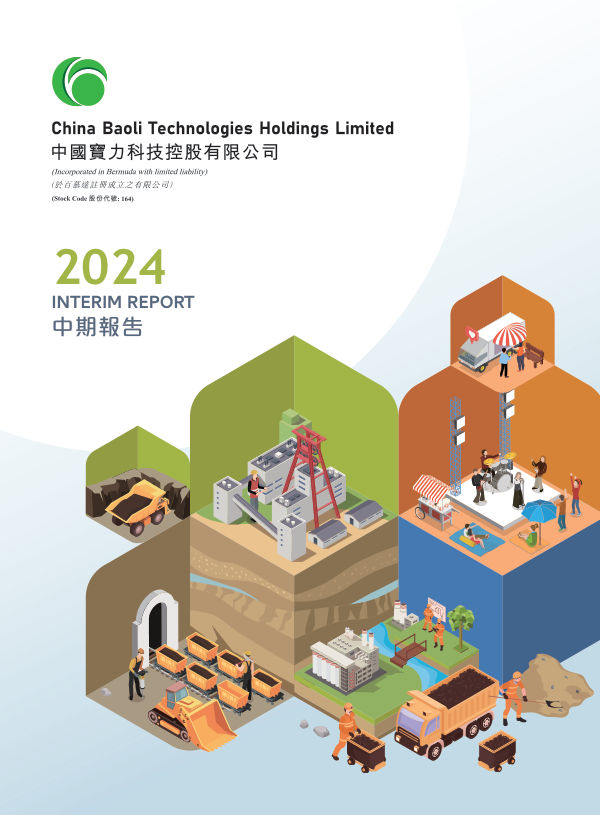 China Baoli Technologies Holdings Limited
中國寶力科技控股有限公司
(Incorporated in Bermuda with limited liability)
(於百慕達註冊成立之有限公司)
(Stock Code 股份代號: 164)
2024
INTERIM REPORT
中期報告